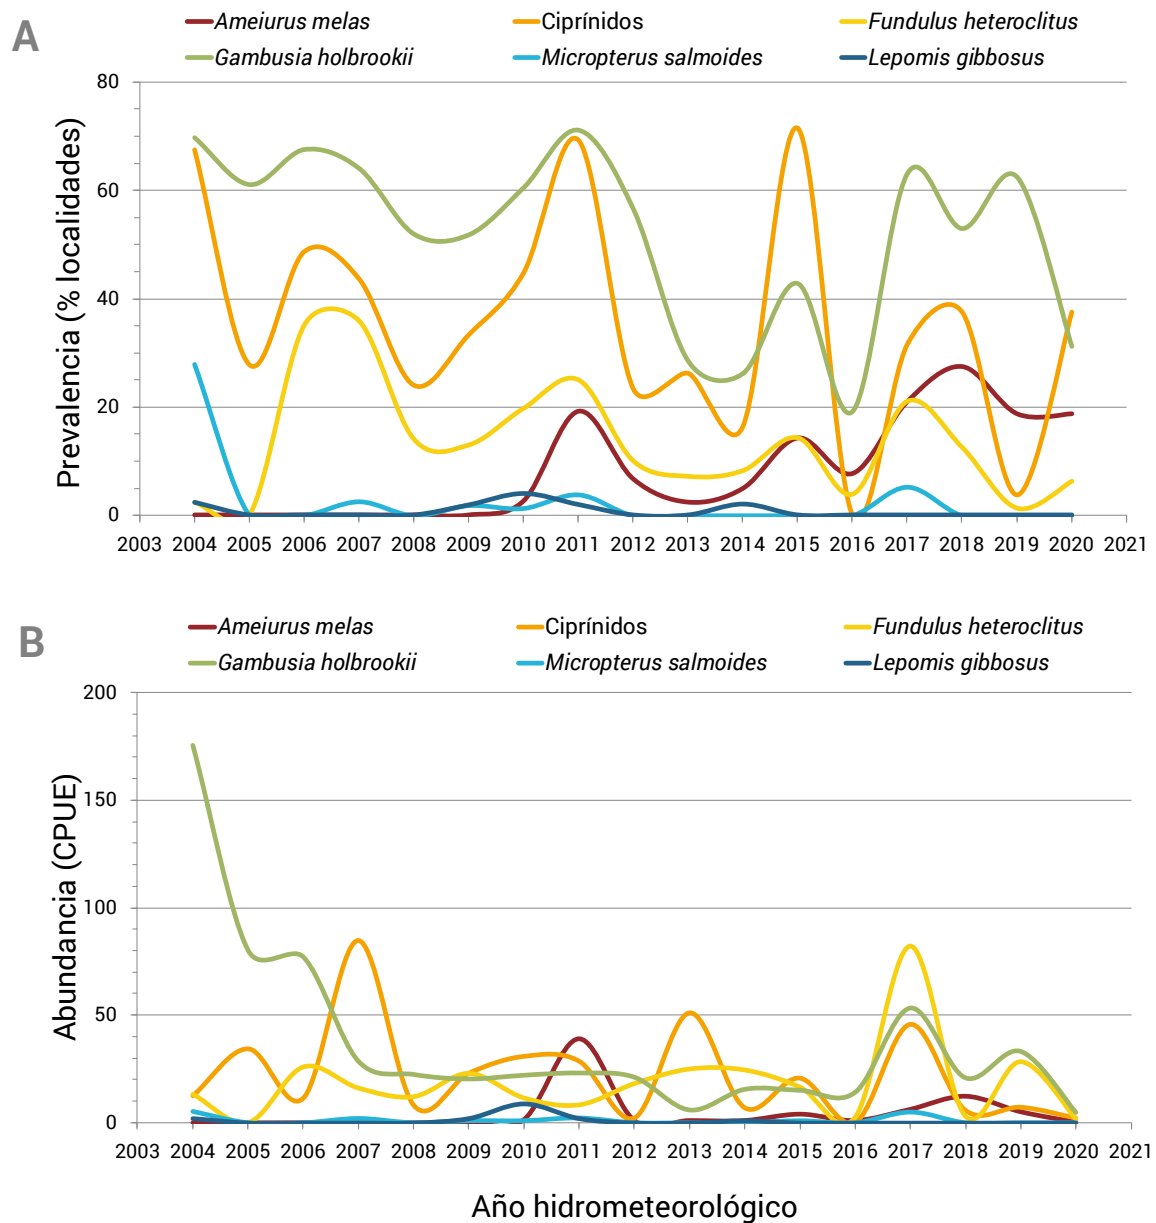 A
Ameiurus melas Ciprínidos Fundulus heteroclitus
Gambusia holbrookii Micropterus salmoides Lepomis gibbosus
Prevalencia (% localidades)
80
60
40
20
0
2003 2004 2005 2006 2007 2008 2009 2010 2011 2012 2013 2014 2015 2016 2017 2018 2019 2020 2021
B
Ameiurus melas Ciprínidos Fundulus heteroclitus
Gambusia holbrookii Micropterus salmoides Lepomis gibbosus
Abundancia (CPUE)
200
150
100
50
0
2003 2004 2005 2006 2007 2008 2009 2010 2011 2012 2013 2014 2015 2016 2017 2018 2019 2020 2021
Año hidrometeorológico